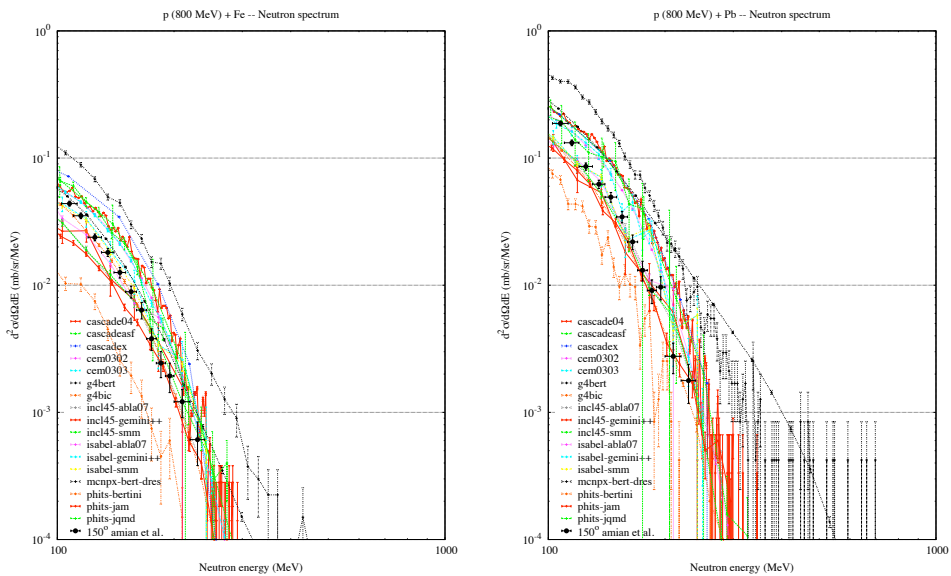 p (800 MeV) + Fe -- Neutron spectrum
10^0
10^-1
10^-2
10^-3
10^-4
d^2σ/dΩdE (mb/sr/MeV)
cascade04
cascadeasf
cascadex
cem0302
cem0303
g4bert
g4bic
incl45-abla07
incl45-gemini++
incl45-smm
isabel-abla07
isabel-gemini++
isabel-smm
mcnpx-bert-dres
phits-bertini
phits-jam
phits-jqmd
150° amian et al.
100
1000
Neutron energy (MeV)
p (800 MeV) + Pb -- Neutron spectrum
10^0
10^-1
10^-2
10^-3
10^-4
d^2σ/dΩdE (mb/sr/MeV)
cascade04
cascadeasf
cascadex
cem0302
cem0303
g4bert
g4bic
incl45-abla07
incl45-gemini++
incl45-smm
isabel-abla07
isabel-gemini++
isabel-smm
mcnpx-bert-dres
phits-bertini
phits-jam
phits-jqmd
150° amian et al.
100
1000
Neutron energy (MeV)